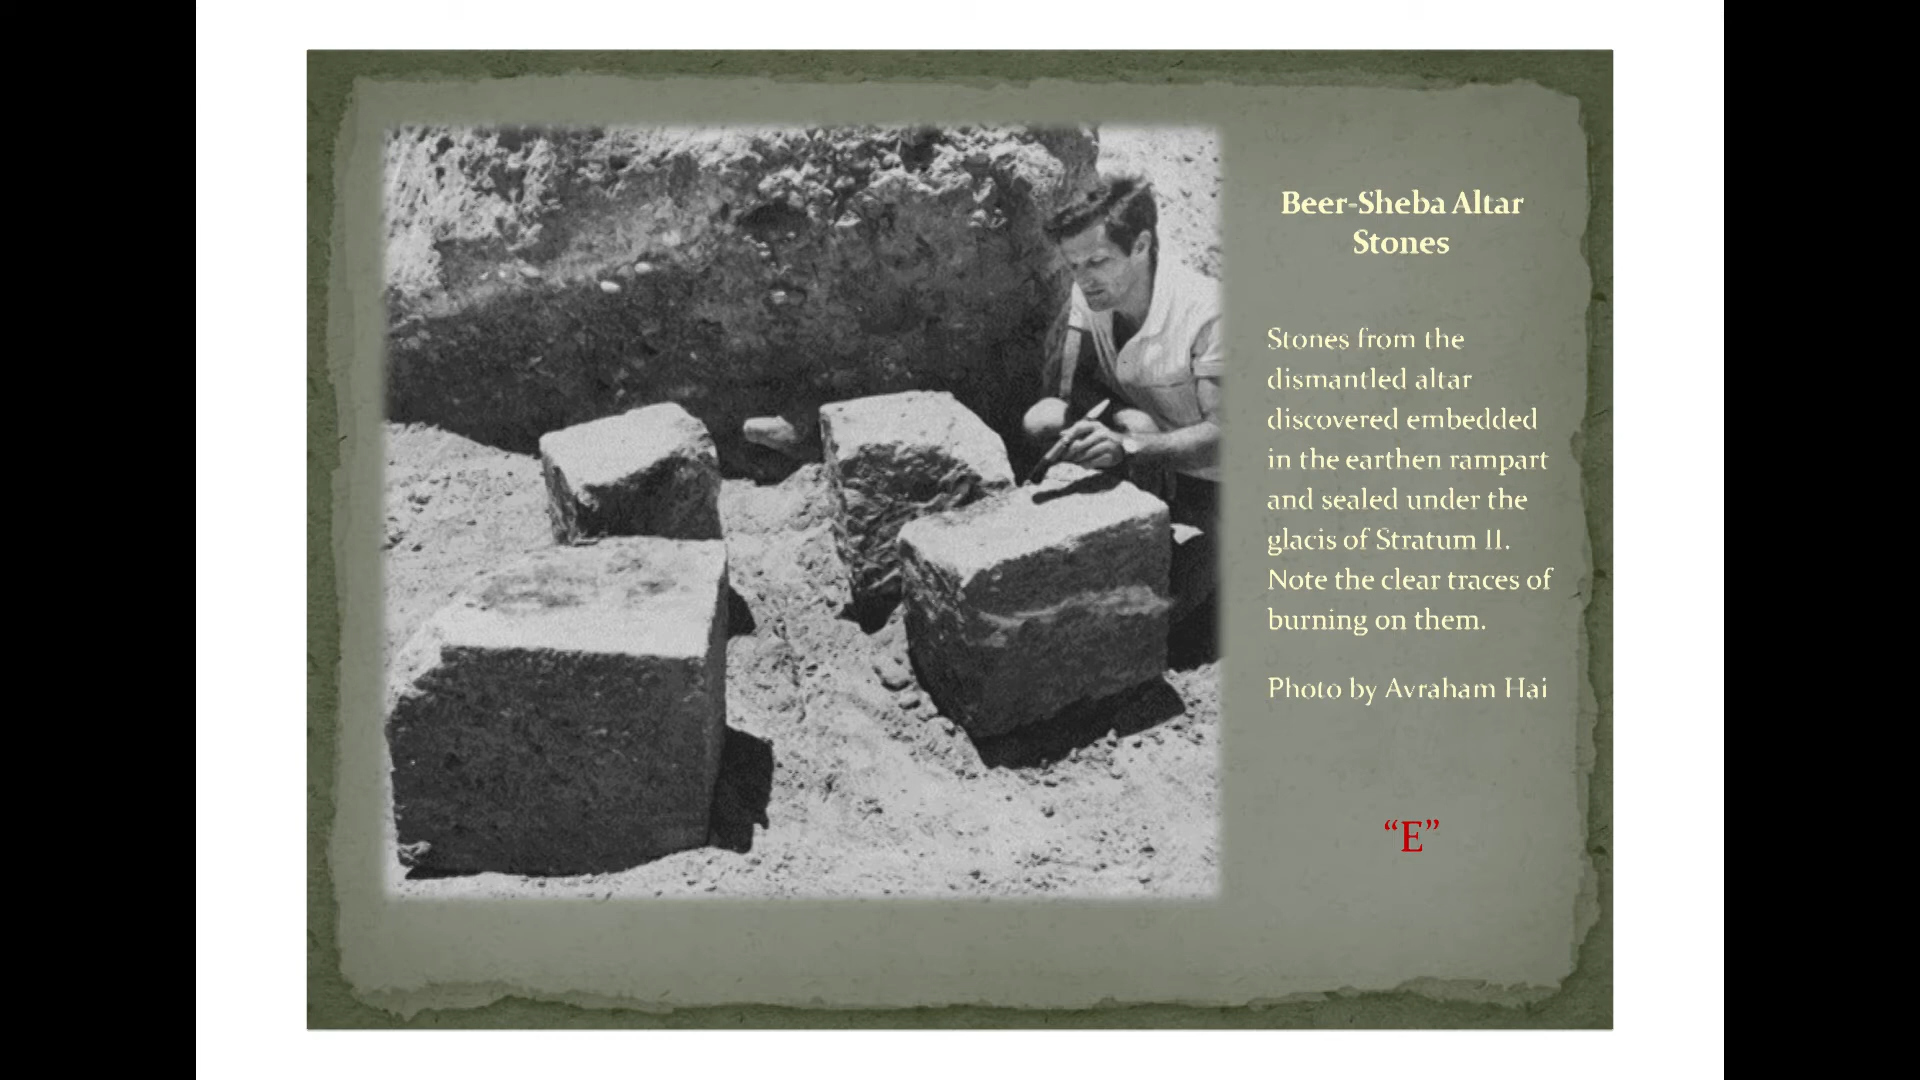 Beer-Sheba Altar
Stones
Stones from the
dismantled altar
discovered embedded
in the earthen rampart
and sealed under the
glacis of Stratum II.
Note the clear traces of
burning on them.
Photo by Avraham Hai
“E”